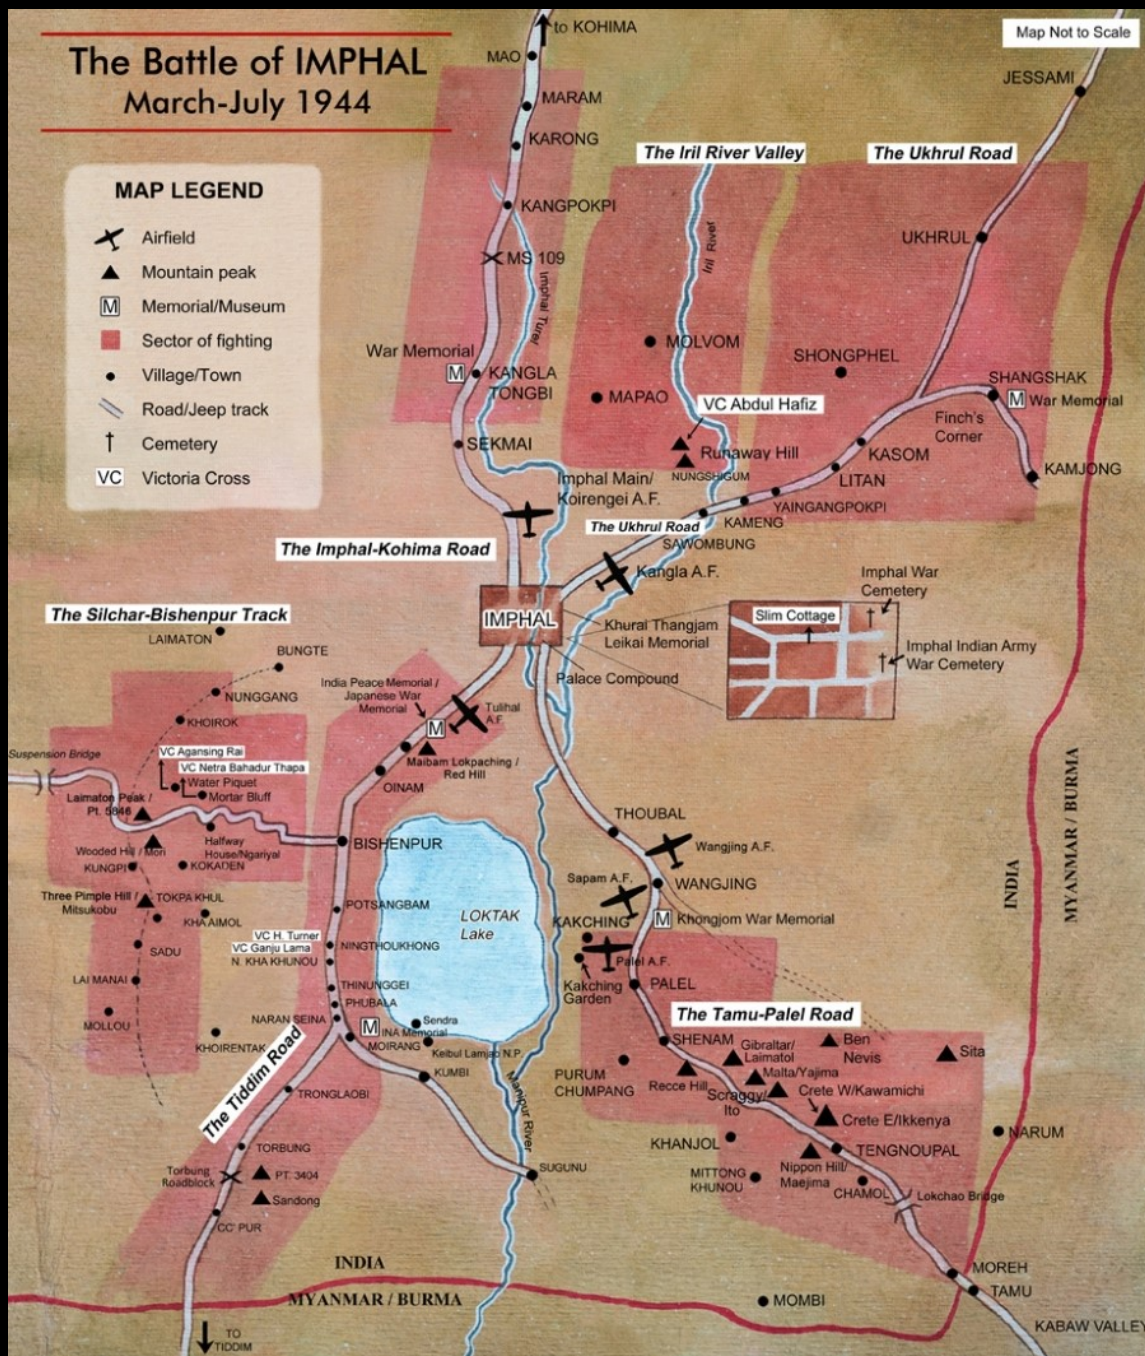 The Battle of IMPHAL
March-July 1944
Map Not to Scale
MAP LEGEND
Airfield
Mountain peak
M
Memorial/Museum
Sector of fighting
Village/Town
Road/Jeep track
Cemetery
VC
Victoria Cross
to KOHIMA
MAO
MARAM
KARONG
KANGPOKPI
MS 109
Imphal Turel
War Memorial
M
KANGLA
TONGBI
SEKMAI
The Iril River Valley
Iril River
MOLVOM
MAPAO
VC Abdul Hafiz
Runaway Hill
NUNGSHIGUM
The Ukhrul Road
JESSAMI
UKHRUL
SHONGPHEL
SHANGSHAK
M
War Memorial
Finch's
Corner
KAMJONG
KASOM
LITAN
YAINGANGPOKPI
KAMENG
SAWOMBUNG
The Ukhrul Road
Imphal Main/
Koirengei A.F.
The Imphal-Kohima Road
Kangla A.F.
IMPHAL
Khurai Thangjam
Leikai Memorial
Palace Compound
Slim Cottage
Imphal War
Cemetery
Imphal Indian Army
War Cemetery
The Silchar-Bishenpur Track
LAIMATON
BUNGTE
NUNGGANG
KHOIROK
Suspension Bridge
VC Agansing Rai
VC Netra Bahadur Thapa
Water Piquet
Mortar Bluff
Laimaton Peak /
Pt. 5846
Halfway
House/Ngariyal
Wooded Hill / Mori
KUNGPI
KOKADEN
Three Pimple Hill /
Mitsukobu
TOKPA KHUL
KHA AIMOL
SADU
LAI MANAI
MOLLOU
KHOIRENTAK
India Peace Memorial /
Japanese War
Memorial
M
Tulihal
A.F.
Maibam Lokpaching /
Red Hill
OINAM
BISHENPUR
POTSANGBAM
VC H. Turner
VC Ganju Lama
NINGTHOUKHONG
N. KHA KHUNOU
THINUNGGEI
PHUBALA
NARAN SEINA
M
INA Memorial
MOIRANG
Sendra
Keibul Lamjao N.P.
KUMBI
LOKTAK
Lake
The Tiddim Road
TRONGLAOBI
TORBUNG
Torbung
Roadblock
PT. 3404
Sandong
CC' PUR
TO
TIDDIM
Manipur River
SUGUNU
THOUBAL
Wangjing A.F.
Sapam A.F.
WANGJING
KAKCHING
M
Khongjom War Memorial
Palel A.F.
Kakching
Garden
PALEL
The Tamu-Palel Road
SHENAM
Gibraltar/
Laimatol
Ben
Nevis
Sita
PURUM
CHUMPANG
Recce Hill
Malta/Yajima
Scraggy/
Ito
Crete W/Kawamichi
Crete E/Ikkenya
KHANJOL
TENGNOUPAL
NARUM
MITTONG
KHUNOU
Nippon Hill/
Maejima
CHAMOL
Lokchao Bridge
MOREH
TAMU
MOMBI
KABAW VALLEY
INDIA
MYANMAR / BURMA
INDIA
MYANMAR / BURMA